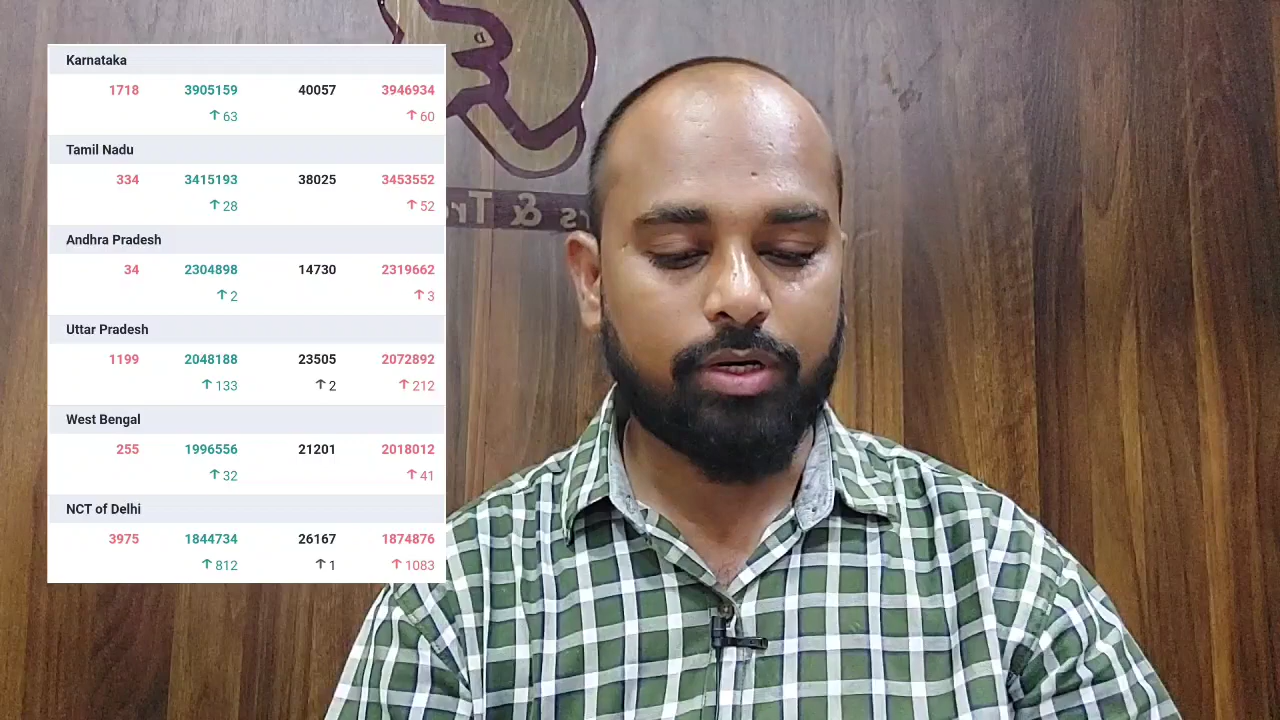 Karnataka
1718 3905159 40057 3946934
↑ 63 ↑ 60
Tamil Nadu
334 3415193 38025 3453552
↑ 28 ↑ 52
Andhra Pradesh
34 2304898 14730 2319662
↑ 2 ↑ 3
Uttar Pradesh
1199 2048188 23505 2072892
↑ 133 ↑ 2 ↑ 212
West Bengal
255 1996556 21201 2018012
↑ 32 ↑ 41
NCT of Delhi
3975 1844734 26167 1874876
↑ 812 ↑ 1 ↑ 1083